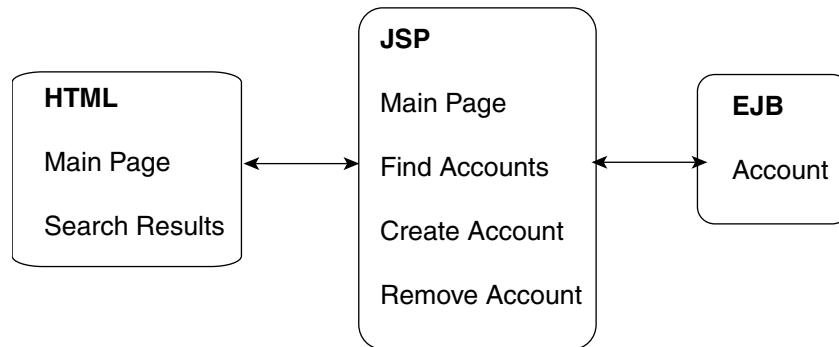 HTML
Main Page
Search Results
JSP
Main Page
Find Accounts
Create Account
Remove Account
EJB
Account